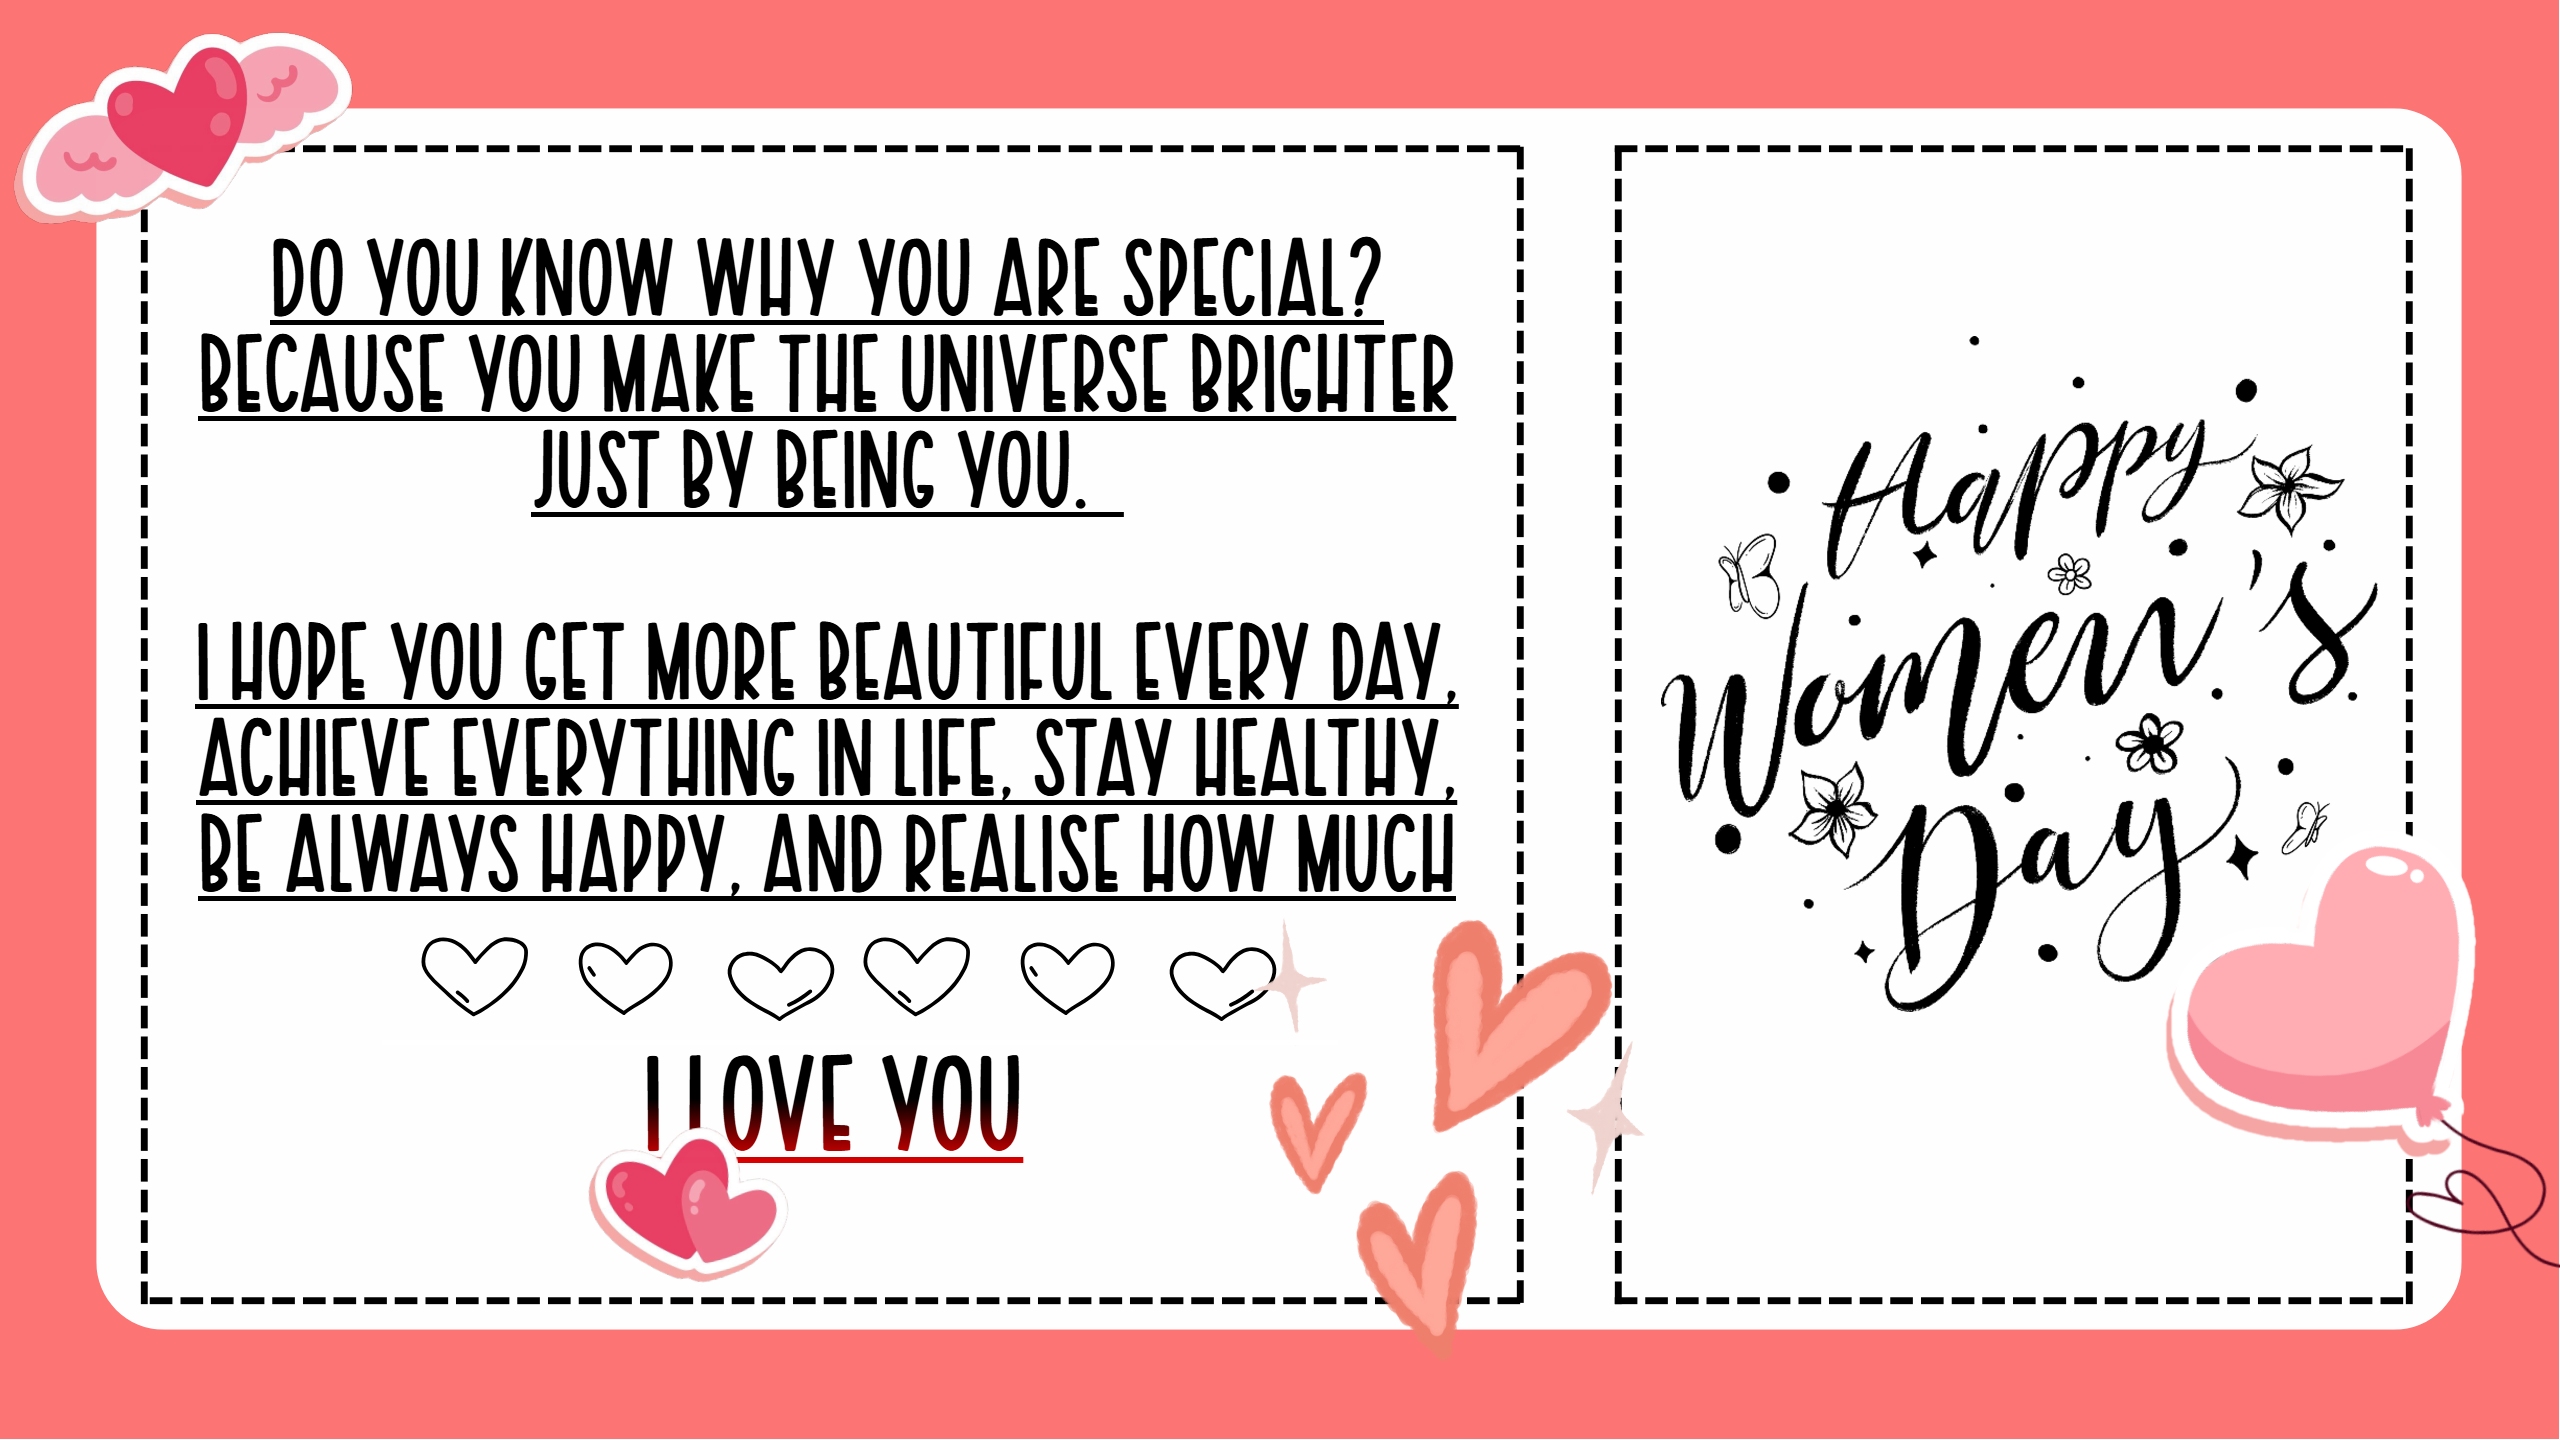 DO YOU KNOW WHY YOU ARE SPECIAL?
BECAUSE YOU MAKE THE UNIVERSE BRIGHTER
JUST BY BEING YOU.
I HOPE YOU GET MORE BEAUTIFUL EVERY DAY,
ACHIEVE EVERYTHING IN LIFE, STAY HEALTHY,
BE ALWAYS HAPPY, AND REALISE HOW MUCH
I LOVE YOU
Happy
Women's
Day